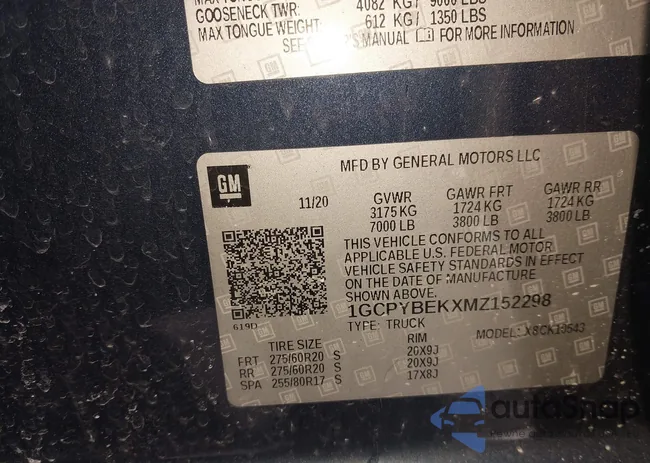 4082 KG / 9000 LBS
GOOSENECK TWR:
612 KG / 1350 LBS
MAX TONGUE WEIGHT:
SEE 'S MANUAL FOR MORE INFORMATION
GM
MFD BY GENERAL MOTORS LLC
11/20
GVWR GAWR FRT GAWR RR
3175 KG 1724 KG 1724 KG
7000 LB 3800 LB 3800 LB
THIS VEHICLE CONFORMS TO ALL
APPLICABLE U.S. FEDERAL MOTOR
VEHICLE SAFETY STANDARDS IN EFFECT
ON THE DATE OF MANUFACTURE
SHOWN ABOVE.
1GCPYBEKXMZ152298
619D
TYPE: TRUCK MODEL:
TIRE SIZE RIM
FRT 275/60R20 S 20X9J
RR 275/60R20 S 20X9J
SPA 255/80R17 S 17X8J
autoSnap